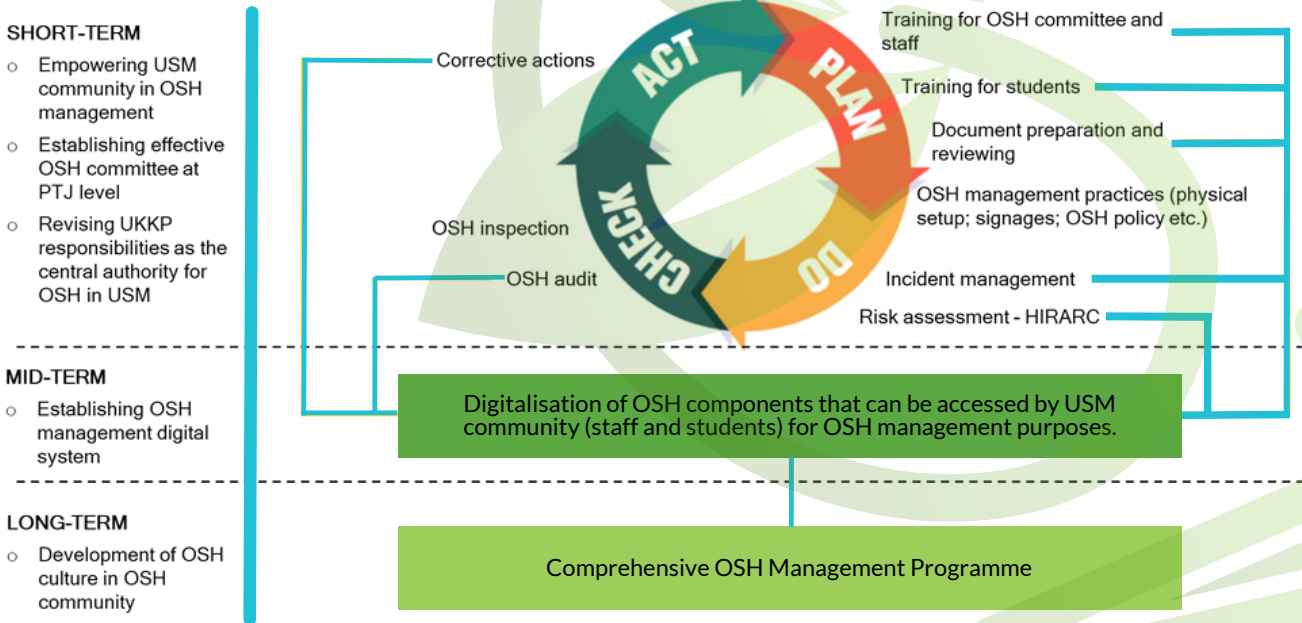 SHORT-TERM
o Empowering USM
community in OSH
management
o Establishing effective
OSH committee at
PTJ level
o Revising UKKP
responsibilities as the
central authority for
OSH in USM
Corrective actions
OSH inspection
OSH audit
ACT
PLAN
CHECK
DO
Training for OSH committee and
staff
Training for students
Document preparation and
reviewing
OSH management practices (physical
setup; signages; OSH policy etc.)
Incident management
Risk assessment - HIRARC
MID-TERM
o Establishing OSH
management digital
system
Digitalisation of OSH components that can be accessed by USM
community (staff and students) for OSH management purposes.
LONG-TERM
o Development of OSH
culture in OSH
community
Comprehensive OSH Management Programme